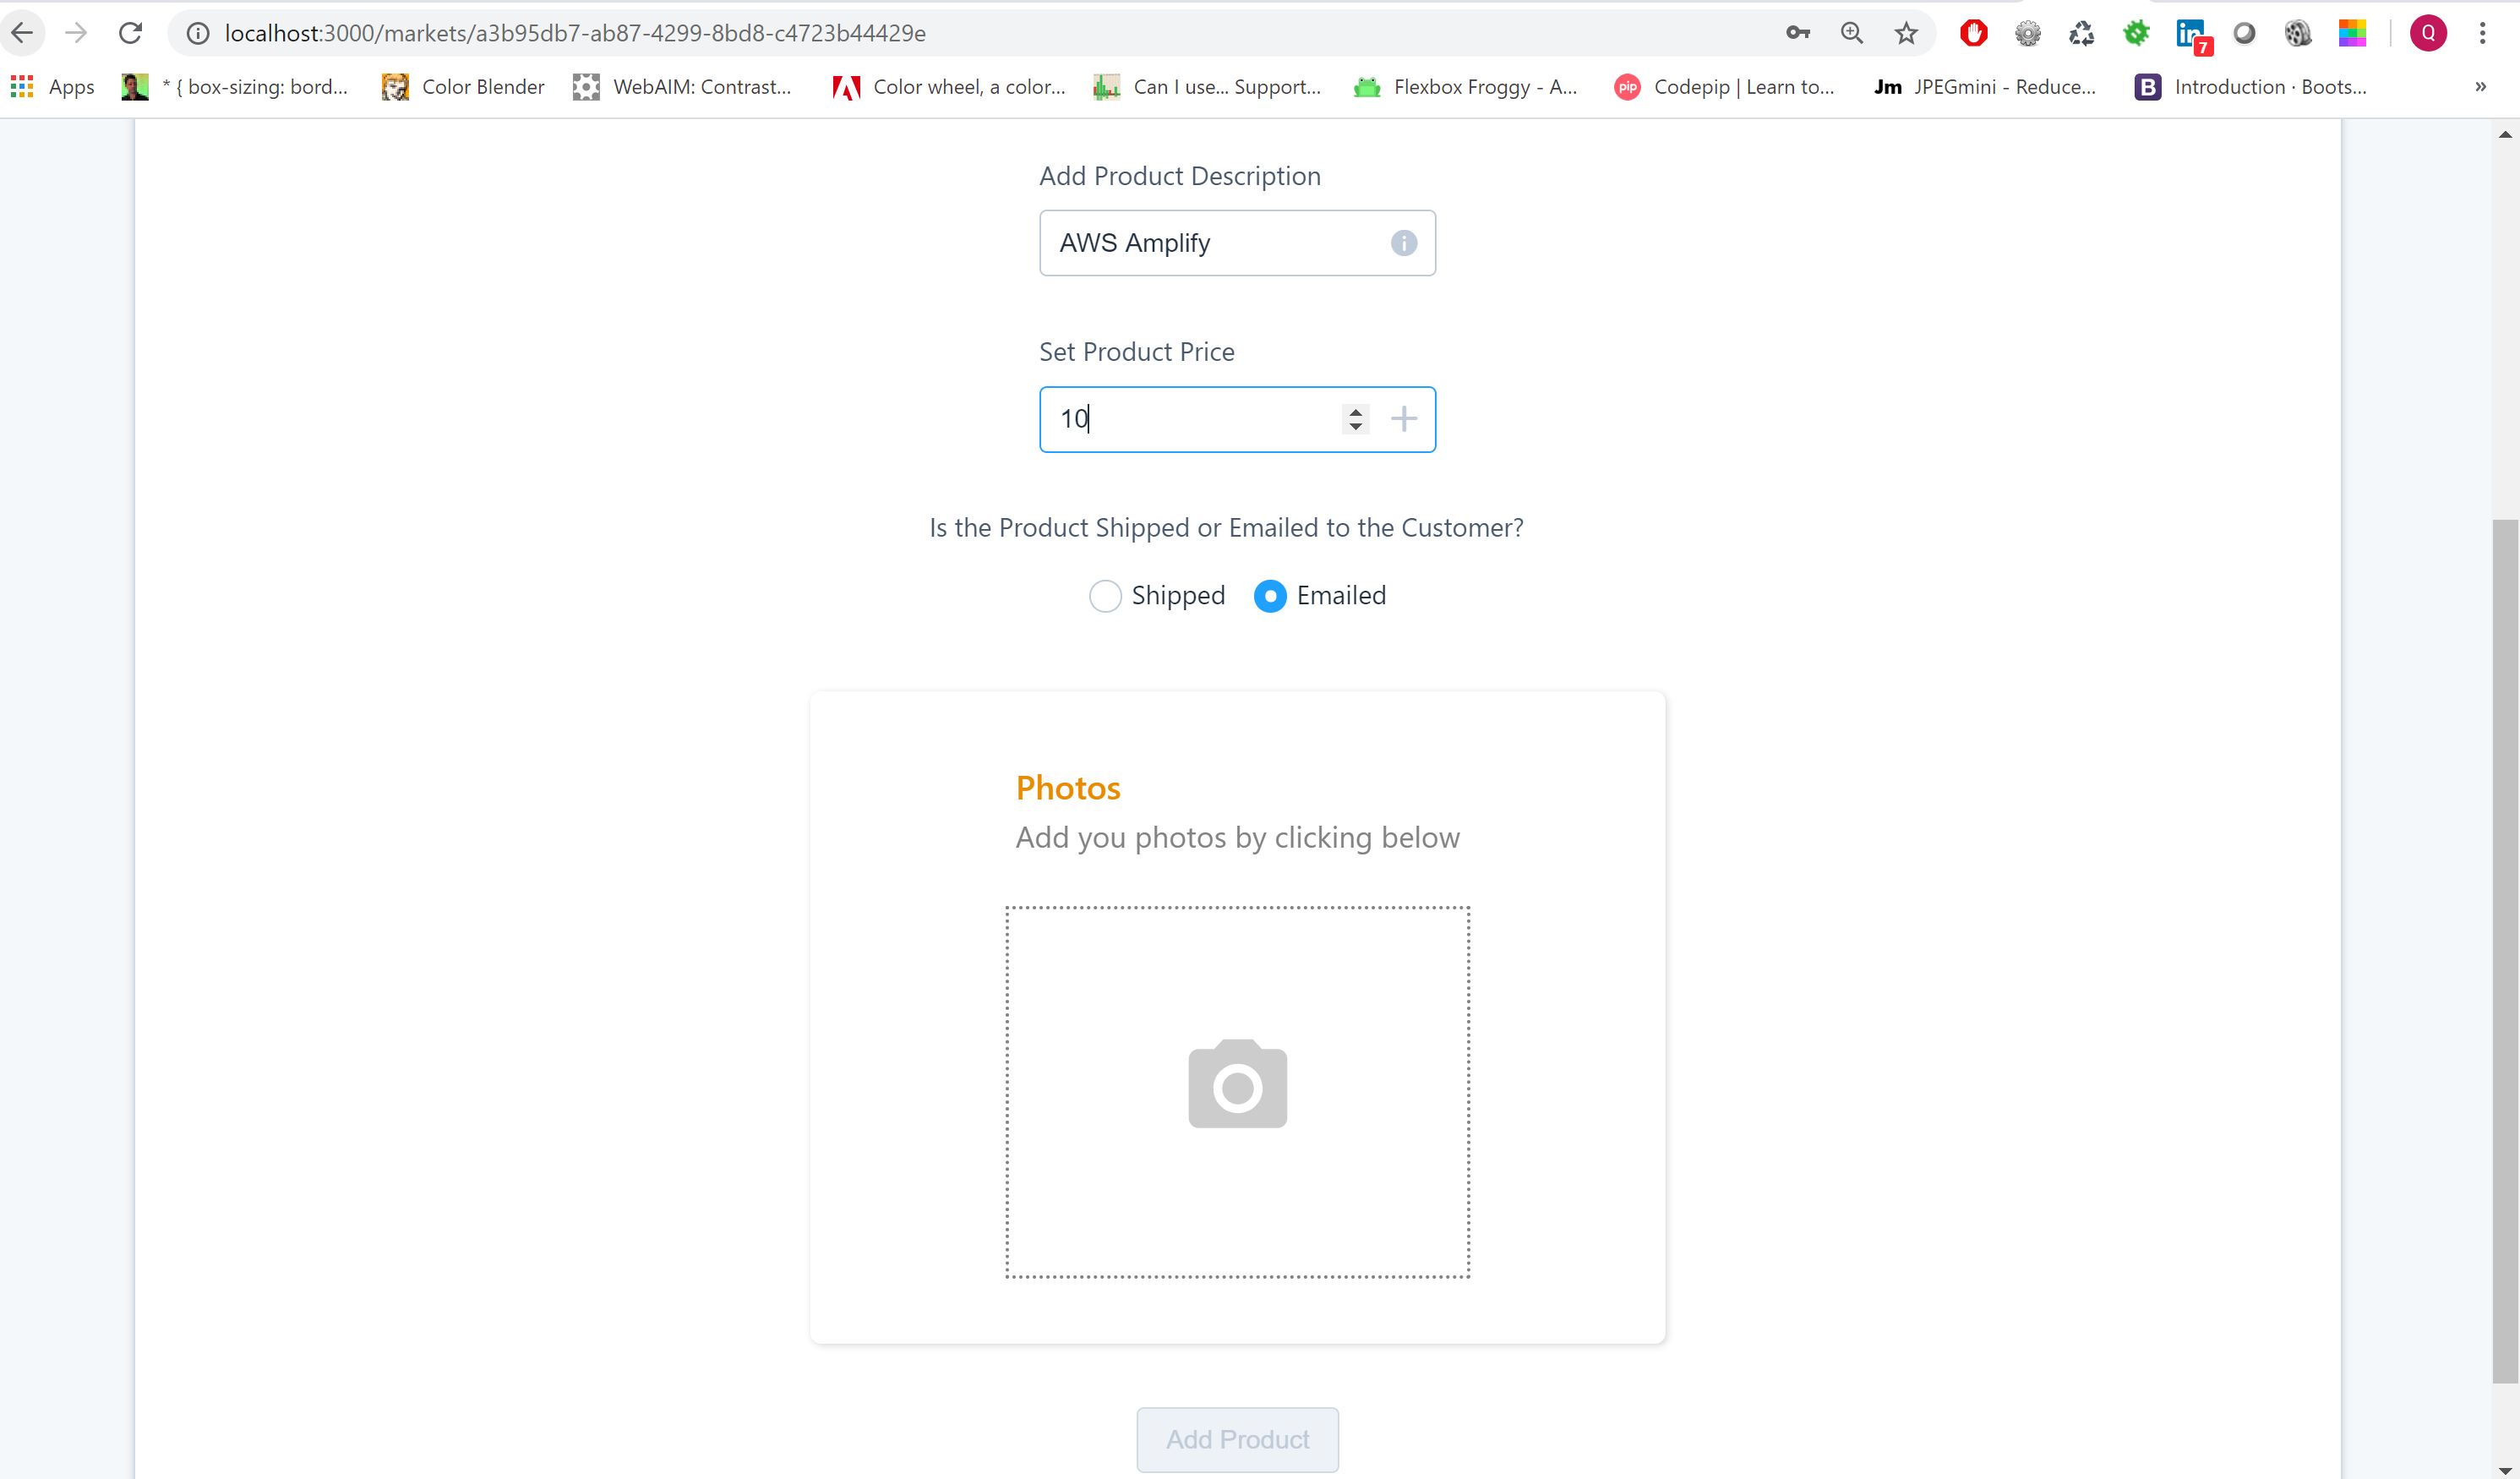 localhost:3000/markets/a3b95db7-ab87-4299-8bd8-c4723b44429e
7
Q
Apps
* { box-sizing: bord...
Color Blender
WebAIM: Contrast...
Color wheel, a color...
Can I use... Support...
Flexbox Froggy - A...
pip
Codepip | Learn to...
Jm
JPEGmini - Reduce...
B
Introduction · Boots...
»
Add Product Description
AWS Amplify
Set Product Price
10
Is the Product Shipped or Emailed to the Customer?
Shipped
Emailed
Photos
Add you photos by clicking below
Add Product